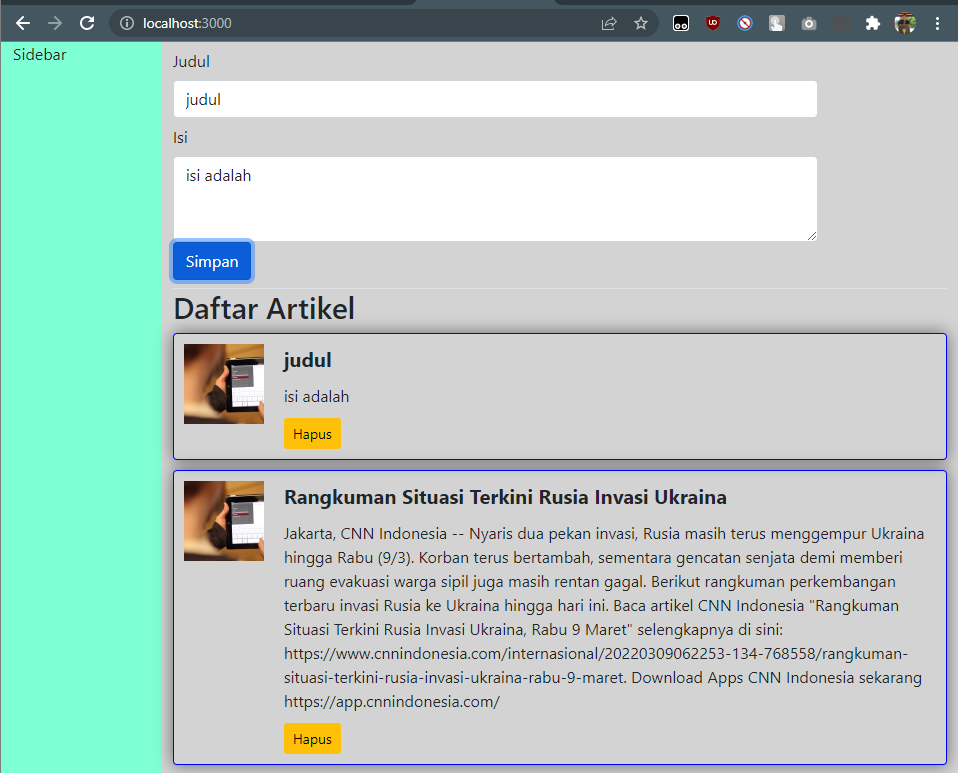 localhost:3000
Sidebar
Judul
judul
Isi
isi adalah
Simpan
Daftar Artikel
judul
isi adalah
Hapus
Rangkuman Situasi Terkini Rusia Invasi Ukraina
Jakarta, CNN Indonesia -- Nyaris dua pekan invasi, Rusia masih terus menggempur Ukraina
hingga Rabu (9/3). Korban terus bertambah, sementara gencatan senjata demi memberi
ruang evakuasi warga sipil juga masih rentan gagal. Berikut rangkuman perkembangan
terbaru invasi Rusia ke Ukraina hingga hari ini. Baca artikel CNN Indonesia "Rangkuman
Situasi Terkini Rusia Invasi Ukraina, Rabu 9 Maret" selengkapnya di sini:
https://www.cnnindonesia.com/internasional/20220309062253-134-768558/rangkuman-
situasi-terkini-rusia-invasi-ukraina-rabu-9-maret. Download Apps CNN Indonesia sekarang
https://app.cnnindonesia.com/
Hapus